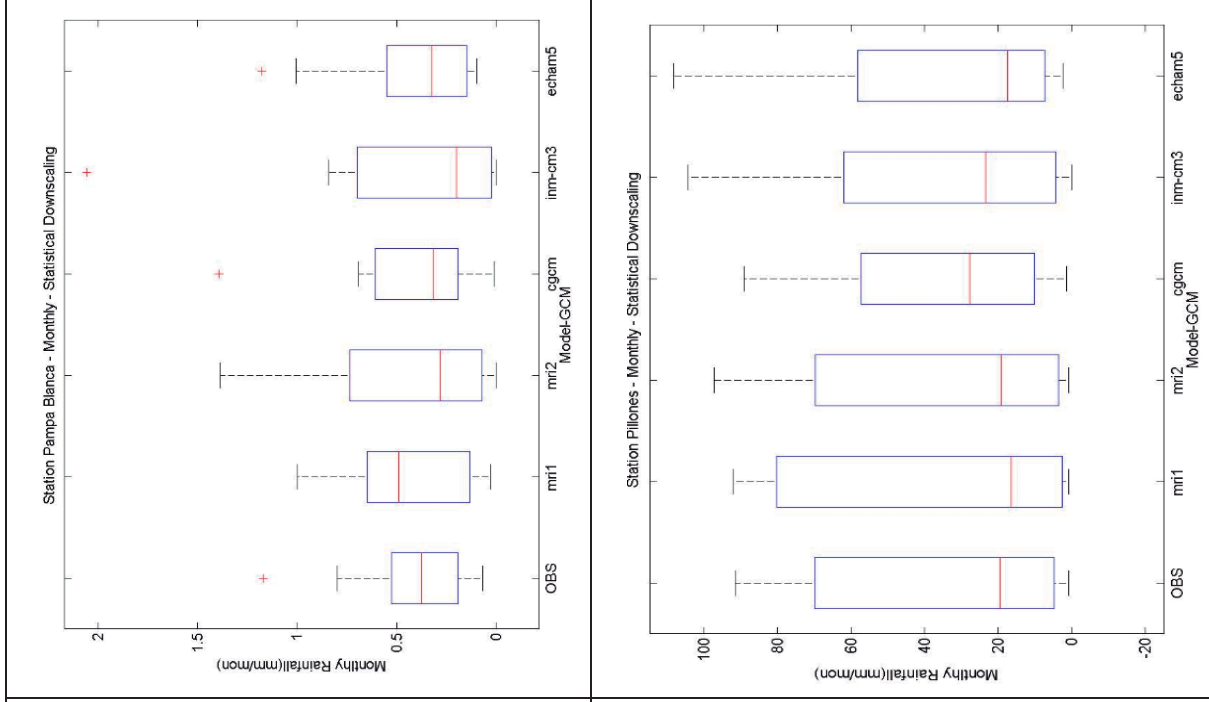 Station Pampa Blanca - Monthly - Statistical Downscaling
2
1.5
1
0.5
0
Montlhy Rainfall(mm/mon)
OBS
mri1
mri2
cgcm
inm-cm3
echam5
Model-GCM
Station Pillones - Monthly - Statistical Downscaling
100
80
60
40
20
0
-20
Montlhy Rainfall(mm/mon)
OBS
mri1
mri2
cgcm
inm-cm3
echam5
Model-GCM